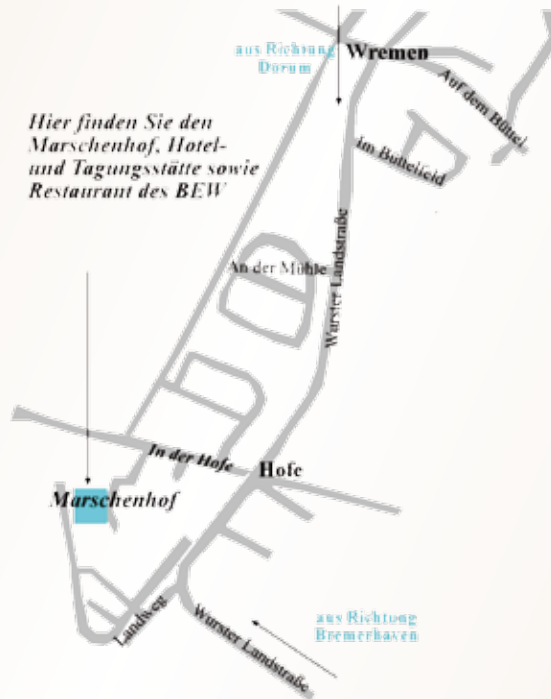 aus Richtung
Dorum
Wremen
Auf dem Büttel
Hier finden Sie den
Marschenhof, Hotel-
und Tagungsstätte sowie
Restaurant des BEW
im Büttelfeld
An der Mühle
Wurster Landstraße
In der Hofe
Hofe
Marschenhof
Landweg
Wurster Landstraße
aus Richtung
Bremerhaven